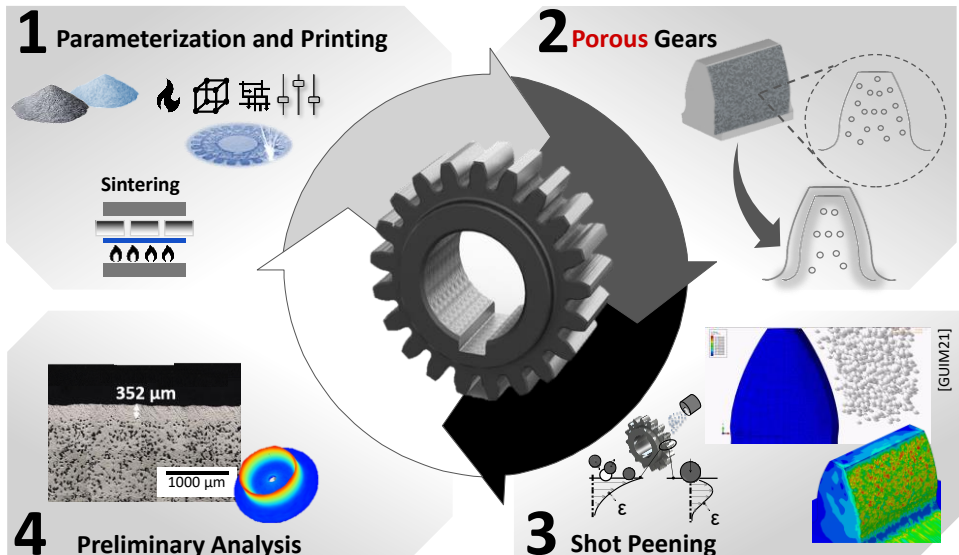 1 Parameterization and Printing
Sintering
2 Porous Gears
[GUIM21]
ε
ε
3 Shot Peening
352 µm
1000 µm
4 Preliminary Analysis